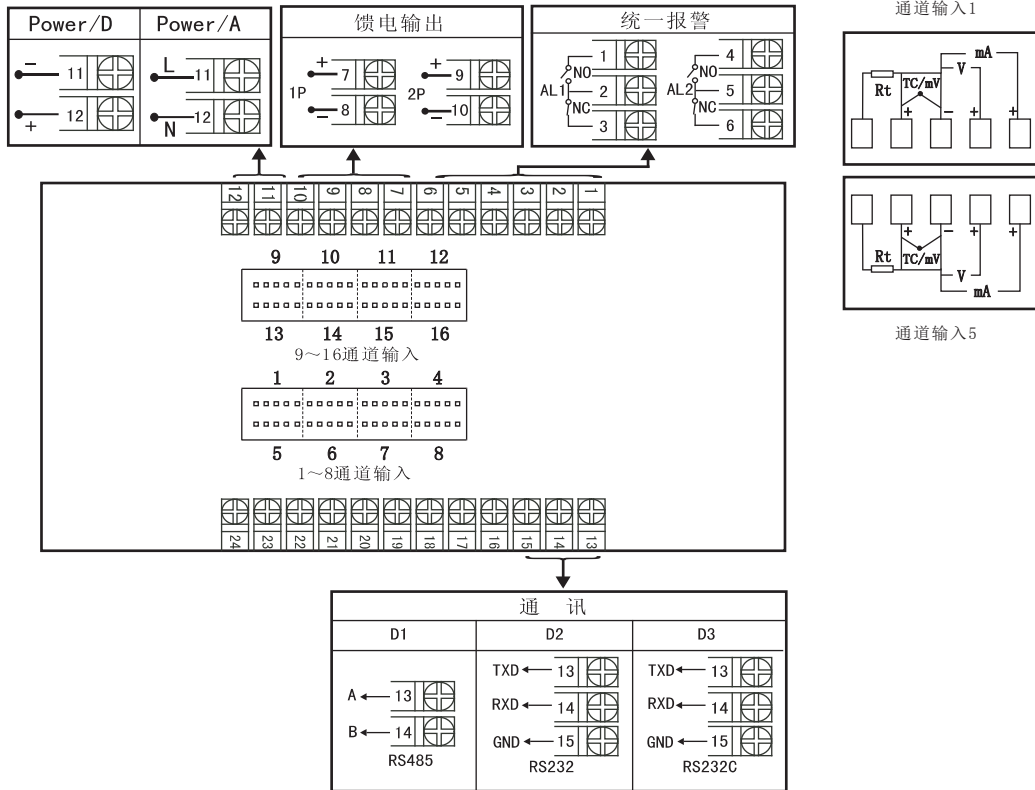 Power/D Power/A
- 11 L 11
+ 12 N 12
馈电输出
+ 7 + 9
1P 2P
- 8 - 10
统一报警
1 4
NO NO
AL1 2 AL2 5
NC NC
3 6
通道输入1
mA
V
Rt TC/mV
+ - + +
+ - + +
Rt TC/mV
V
mA
通道输入5
12 11 10 9 8 7 6 5 4 3 2 1
9 10 11 12
13 14 15 16
9～16通道输入
1 2 3 4
5 6 7 8
1～8通道输入
24 23 22 21 20 19 18 17 16 15 14 13
通 讯
D1 D2 D3
A 13
B 14
RS485
TXD 13
RXD 14
GND 15
RS232
TXD 13
RXD 14
GND 15
RS232C